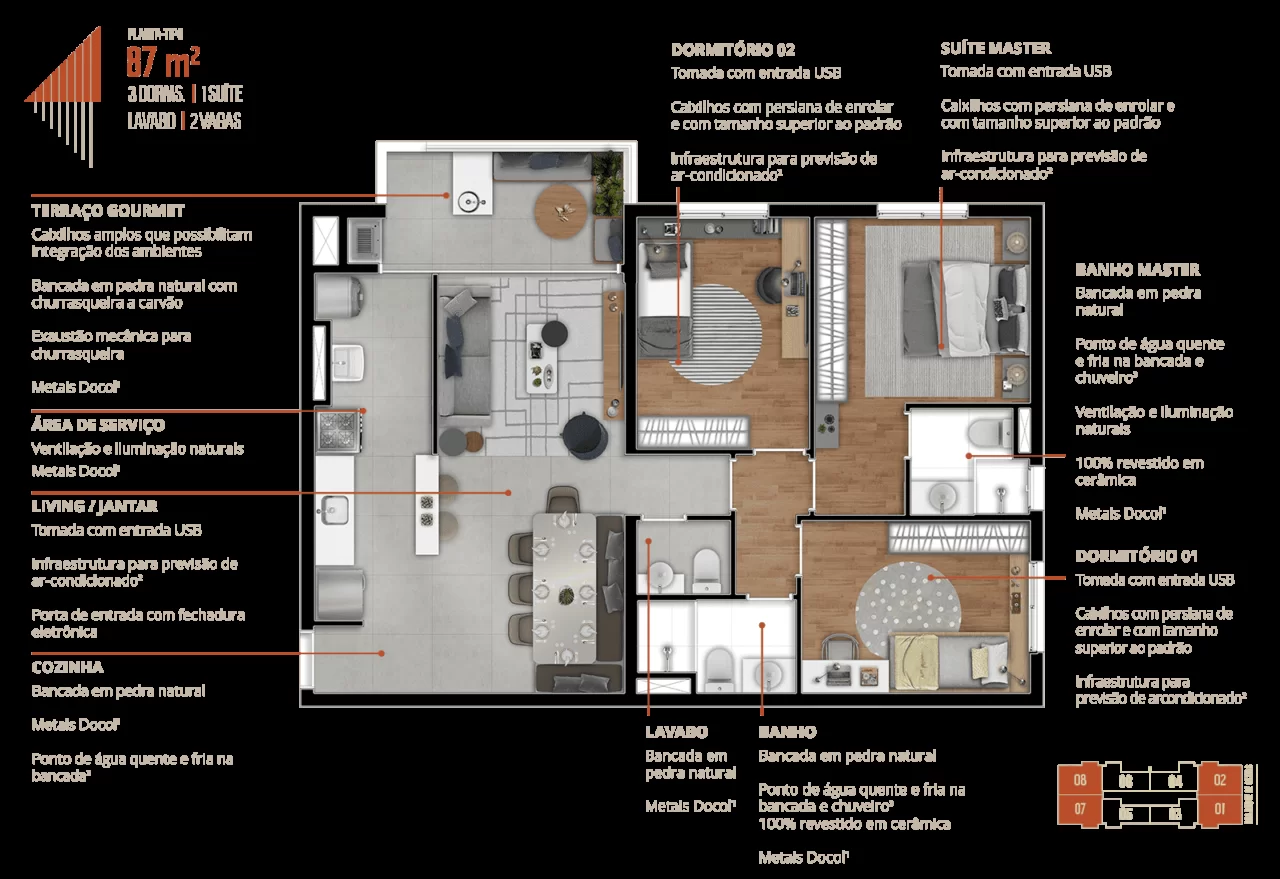 PLANTA-TIPO
87 m²
3 DORMS. | 1 SUÍTE
LAVABO | 2 VAGAS
TERRAÇO GOURMET
Caixilhos amplos que possibilitam
integração dos ambientes
Bancada em pedra natural com
churrasqueira a carvão
Exaustão mecânica para
churrasqueira
Metais Docol¹
ÁREA DE SERVIÇO
Ventilação e iluminação naturais
Metais Docol¹
LIVING / JANTAR
Tomada com entrada USB
Infraestrutura para previsão de
ar-condicionado²
Porta de entrada com fechadura
eletrônica
COZINHA
Bancada em pedra natural
Metais Docol¹
Ponto de água quente e fria na
bancada³
DORMITÓRIO 02
Tomada com entrada USB
Caixilhos com persiana de enrolar
e com tamanho superior ao padrão
Infraestrutura para previsão de
ar-condicionado²
SUÍTE MASTER
Tomada com entrada USB
Caixilhos com persiana de enrolar e
com tamanho superior ao padrão
Infraestrutura para previsão de
ar-condicionado²
BANHO MASTER
Bancada em pedra
natural
Ponto de água quente
e fria na bancada e
chuveiro³
Ventilação e iluminação
naturais
100% revestido em
cerâmica
Metais Docol¹
DORMITÓRIO 01
Tomada com entrada USB
Caixilhos com persiana de
enrolar e com tamanho
superior ao padrão
Infraestrutura para
previsão de arcondicionado²
LAVABO
Bancada em
pedra natural
Metais Docol¹
BANHO
Bancada em pedra natural
Ponto de água quente e fria na
bancada e chuveiro³
100% revestido em cerâmica
Metais Docol¹
08 04 02
07 01